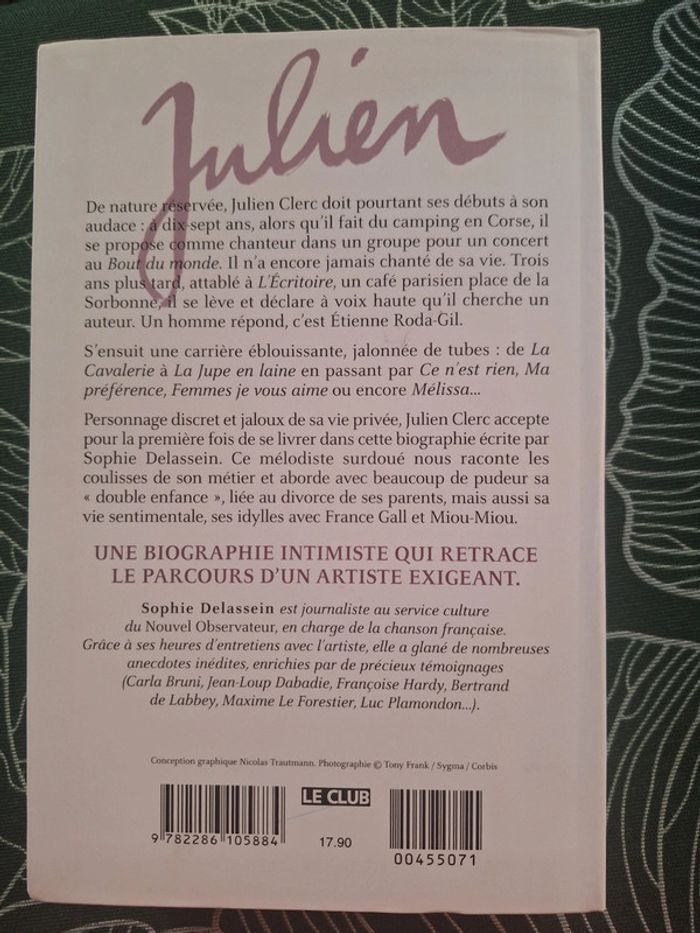 Julien
De nature réservée, Julien Clerc doit pourtant ses débuts à son
audace : à dix-sept ans, alors qu'il fait du camping en Corse, il
se propose comme chanteur dans un groupe pour un concert
au Bout du monde. Il n'a encore jamais chanté de sa vie. Trois
ans plus tard, attablé à L'Écritoire, un café parisien place de la
Sorbonne, il se lève et déclare à voix haute qu'il cherche un
auteur. Un homme répond, c'est Étienne Roda-Gil.
S'ensuit une carrière éblouissante, jalonnée de tubes : de La
Cavalerie à La Jupe en laine en passant par Ce n'est rien, Ma
préférence, Femmes je vous aime ou encore Mélissa...
Personnage discret et jaloux de sa vie privée, Julien Clerc accepte
pour la première fois de se livrer dans cette biographie écrite par
Sophie Delassein. Ce mélodiste surdoué nous raconte les
coulisses de son métier et aborde avec beaucoup de pudeur sa
« double enfance », liée au divorce de ses parents, mais aussi sa
vie sentimentale, ses idylles avec France Gall et Miou-Miou.
UNE BIOGRAPHIE INTIMISTE QUI RETRACE
LE PARCOURS D'UN ARTISTE EXIGEANT.
Sophie Delassein est journaliste au service culture
du Nouvel Observateur, en charge de la chanson française.
Grâce à ses heures d'entretiens avec l'artiste, elle a glané de nombreuses
anecdotes inédites, enrichies par de précieux témoignages
(Carla Bruni, Jean-Loup Dabadie, Françoise Hardy, Bertrand
de Labbey, Maxime Le Forestier, Luc Plamondon...).
Conception graphique Nicolas Trautmann. Photographie © Tony Frank / Sygma / Corbis
LE CLUB
9 782286 105884
17.90
00455071